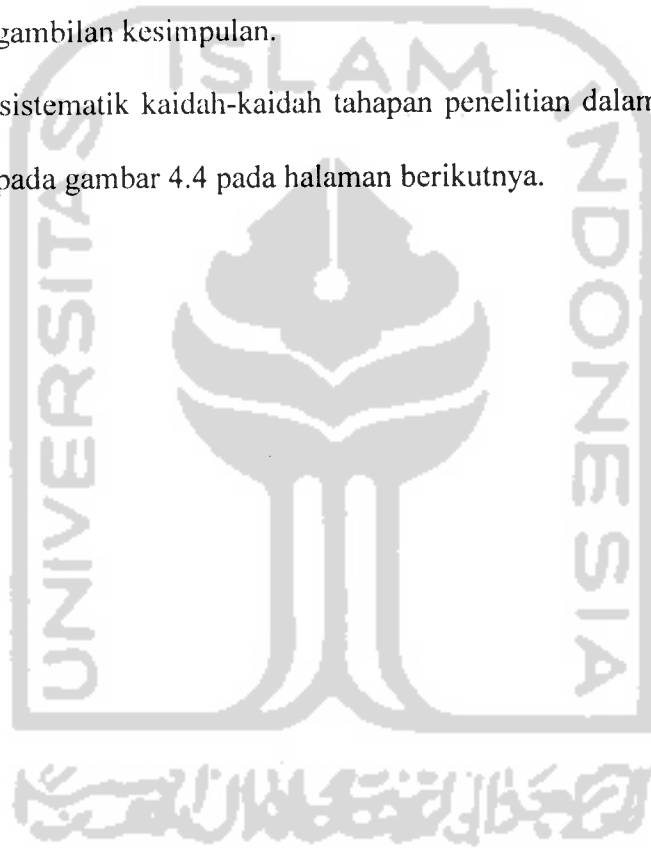 gambilan kesimpulan.
sistematik kaidah-kaidah tahapan penelitian dalam
pada gambar 4.4 pada halaman berikutnya.
ISLAM
UNIVERSITAS
INDONESIA